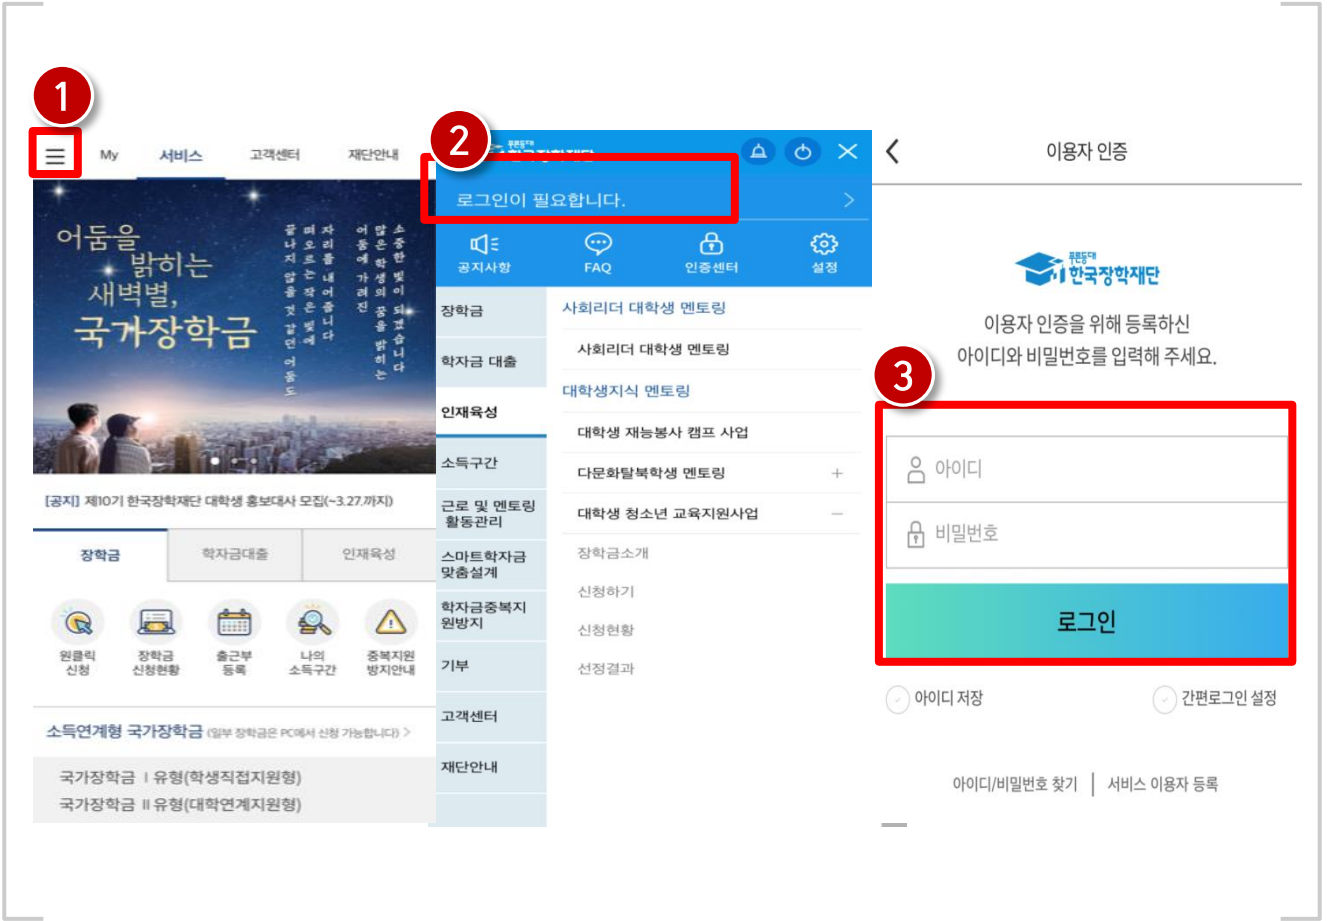 1
My 서비스 고객센터 재단안내
어둠을
밝히는
새벽별,
국가장학금
소중한 빛이 되겠습니다
많은 학생의 꿈을 밝히는
어둠에 가려진
자리를 내어줍니다
떠오르는 작은 빛에
끝나지 않을 것 같던 어둠도
[공지] 제10기 한국장학재단 대학생 홍보대사 모집(~3.27.까지)
장학금 학자금대출 인재육성
원클릭
신청
장학금
신청현황
출근부
등록
나의
소득구간
중복지원
방지안내
소득연계형 국가장학금 (일부 장학금은 PC에서 신청 가능합니다) >
국가장학금 Ⅰ유형(학생직접지원형)
국가장학금 Ⅱ유형(대학연계지원형)
2
푸른등대
한국장학재단
로그인이 필요합니다.
공지사항 FAQ 인증센터 설정
장학금
학자금 대출
인재육성
소득구간
근로 및 멘토링
활동관리
스마트학자금
맞춤설계
학자금중복지
원방지
기부
고객센터
재단안내
사회리더 대학생 멘토링
사회리더 대학생 멘토링
대학생지식 멘토링
대학생 재능봉사 캠프 사업
다문화탈북학생 멘토링
대학생 청소년 교육지원사업
장학금소개
신청하기
신청현황
선정결과
이용자 인증
푸른등대
한국장학재단
이용자 인증을 위해 등록하신
아이디와 비밀번호를 입력해 주세요.
3
아이디
비밀번호
로그인
아이디 저장 간편로그인 설정
아이디/비밀번호 찾기 | 서비스 이용자 등록